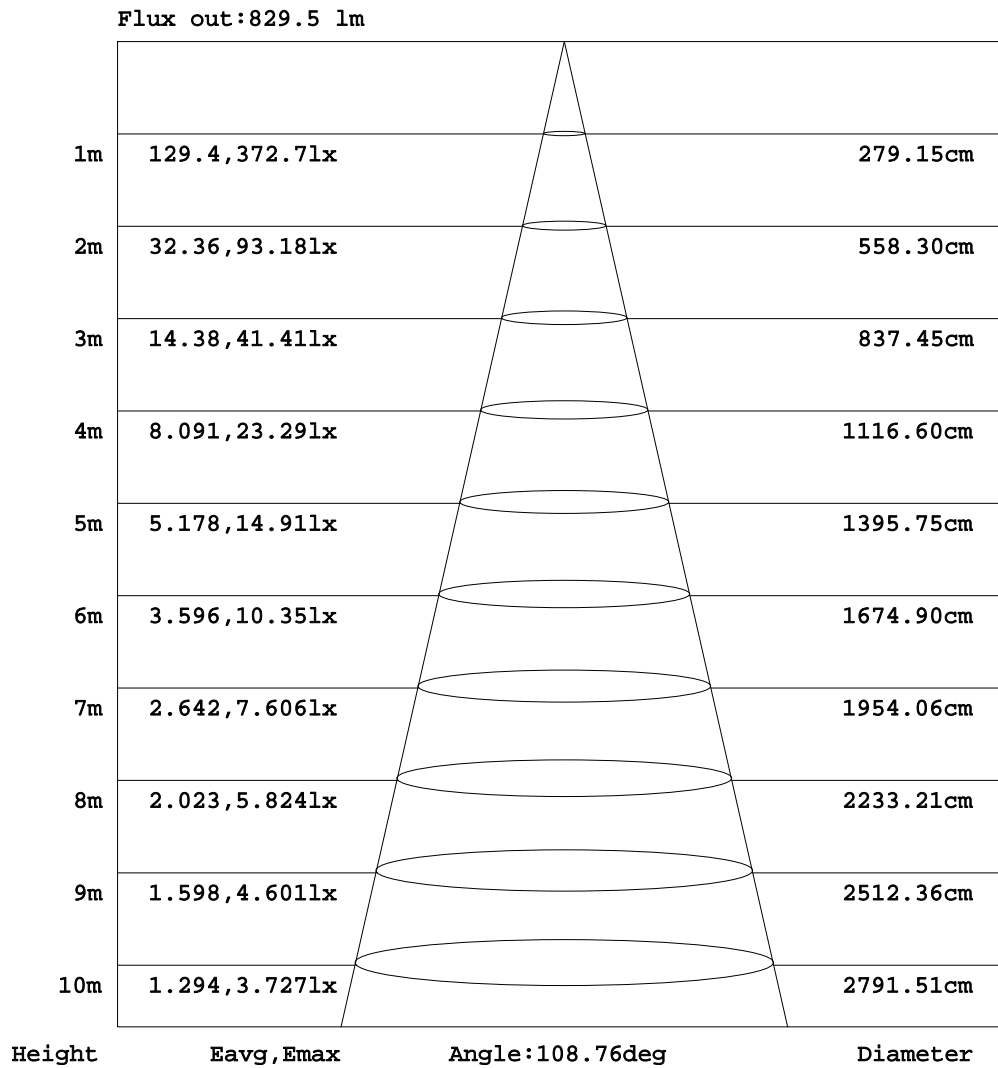 Flux out:829.5 lm
1m 129.4,372.7lx 279.15cm
2m 32.36,93.18lx 558.30cm
3m 14.38,41.41lx 837.45cm
4m 8.091,23.29lx 1116.60cm
5m 5.178,14.91lx 1395.75cm
6m 3.596,10.35lx 1674.90cm
7m 2.642,7.606lx 1954.06cm
8m 2.023,5.824lx 2233.21cm
9m 1.598,4.601lx 2512.36cm
10m 1.294,3.727lx 2791.51cm
Height Eavg,Emax Angle:108.76deg Diameter